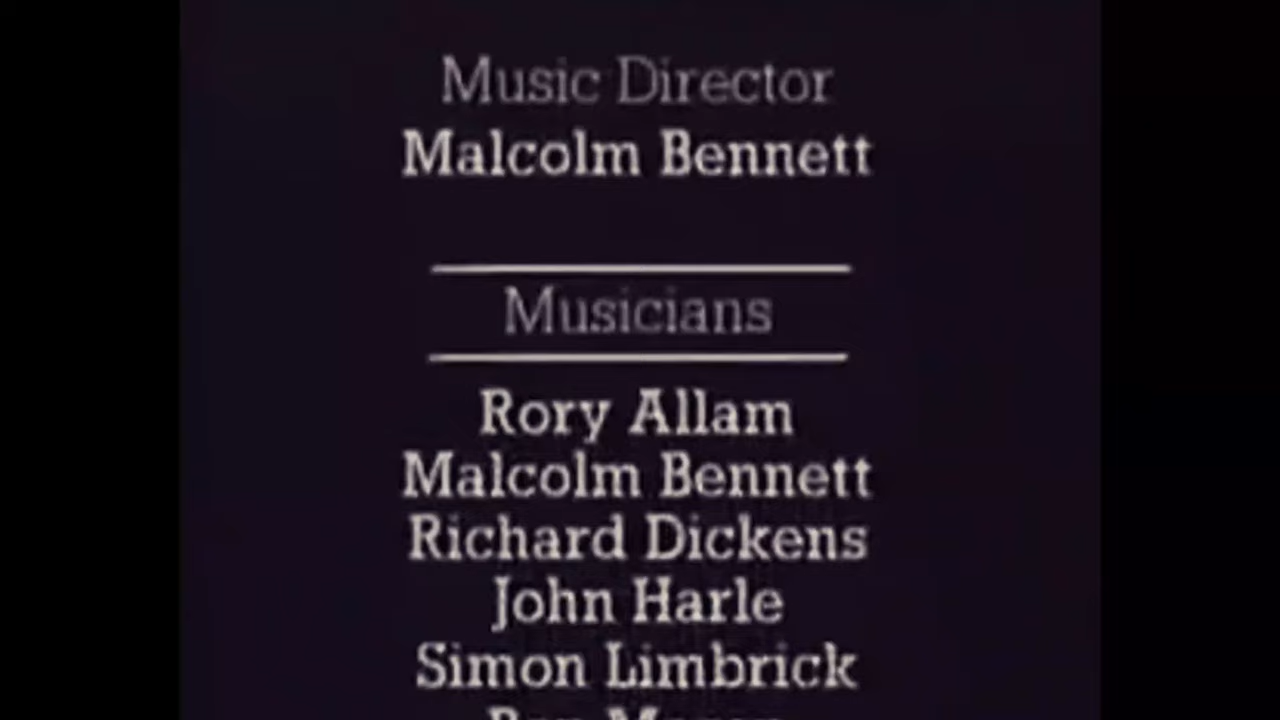 Music Director
Malcolm Bennett
Musicians
Rory Allam
Malcolm Bennett
Richard Dickens
John Harle
Simon Limbrick